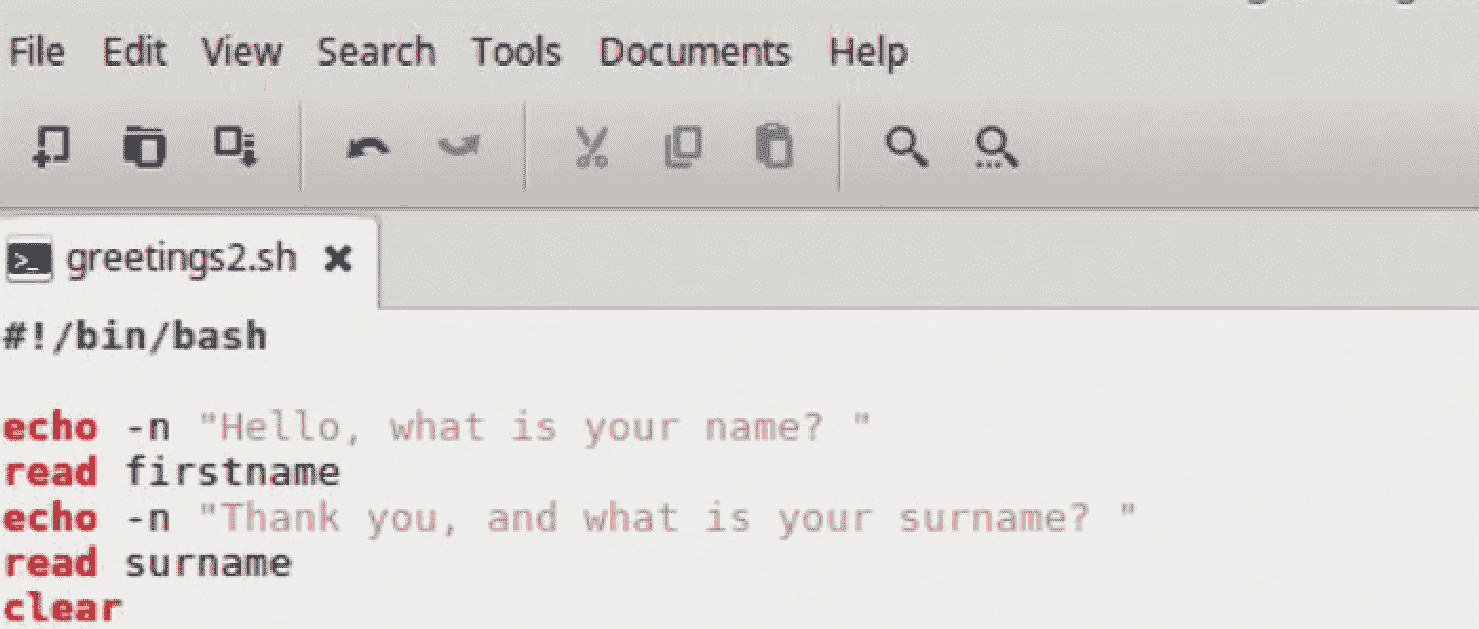 File Edit View Search Tools Documents Help
greetings2.sh
#!/bin/bash
echo -n "Hello, what is your name? "
read firstname
echo -n "Thank you, and what is your surname? "
read surname
clear